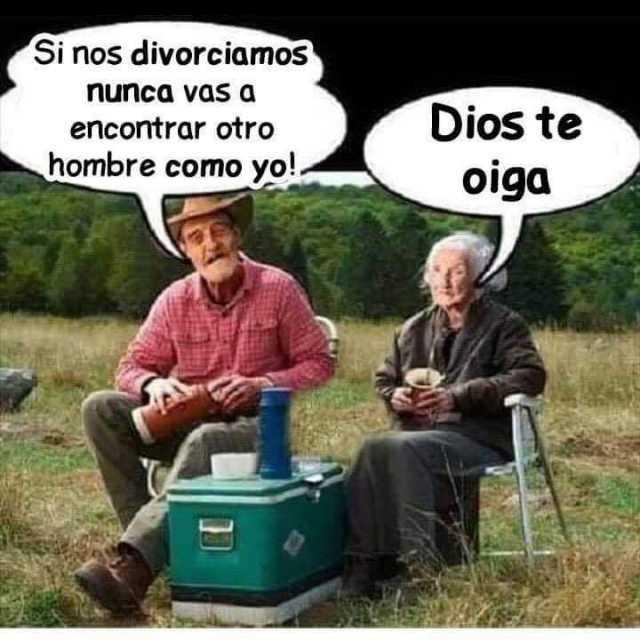 Si nos divorciamos
nunca vas a
encontrar otro
hombre como yo!
Dios te
oiga